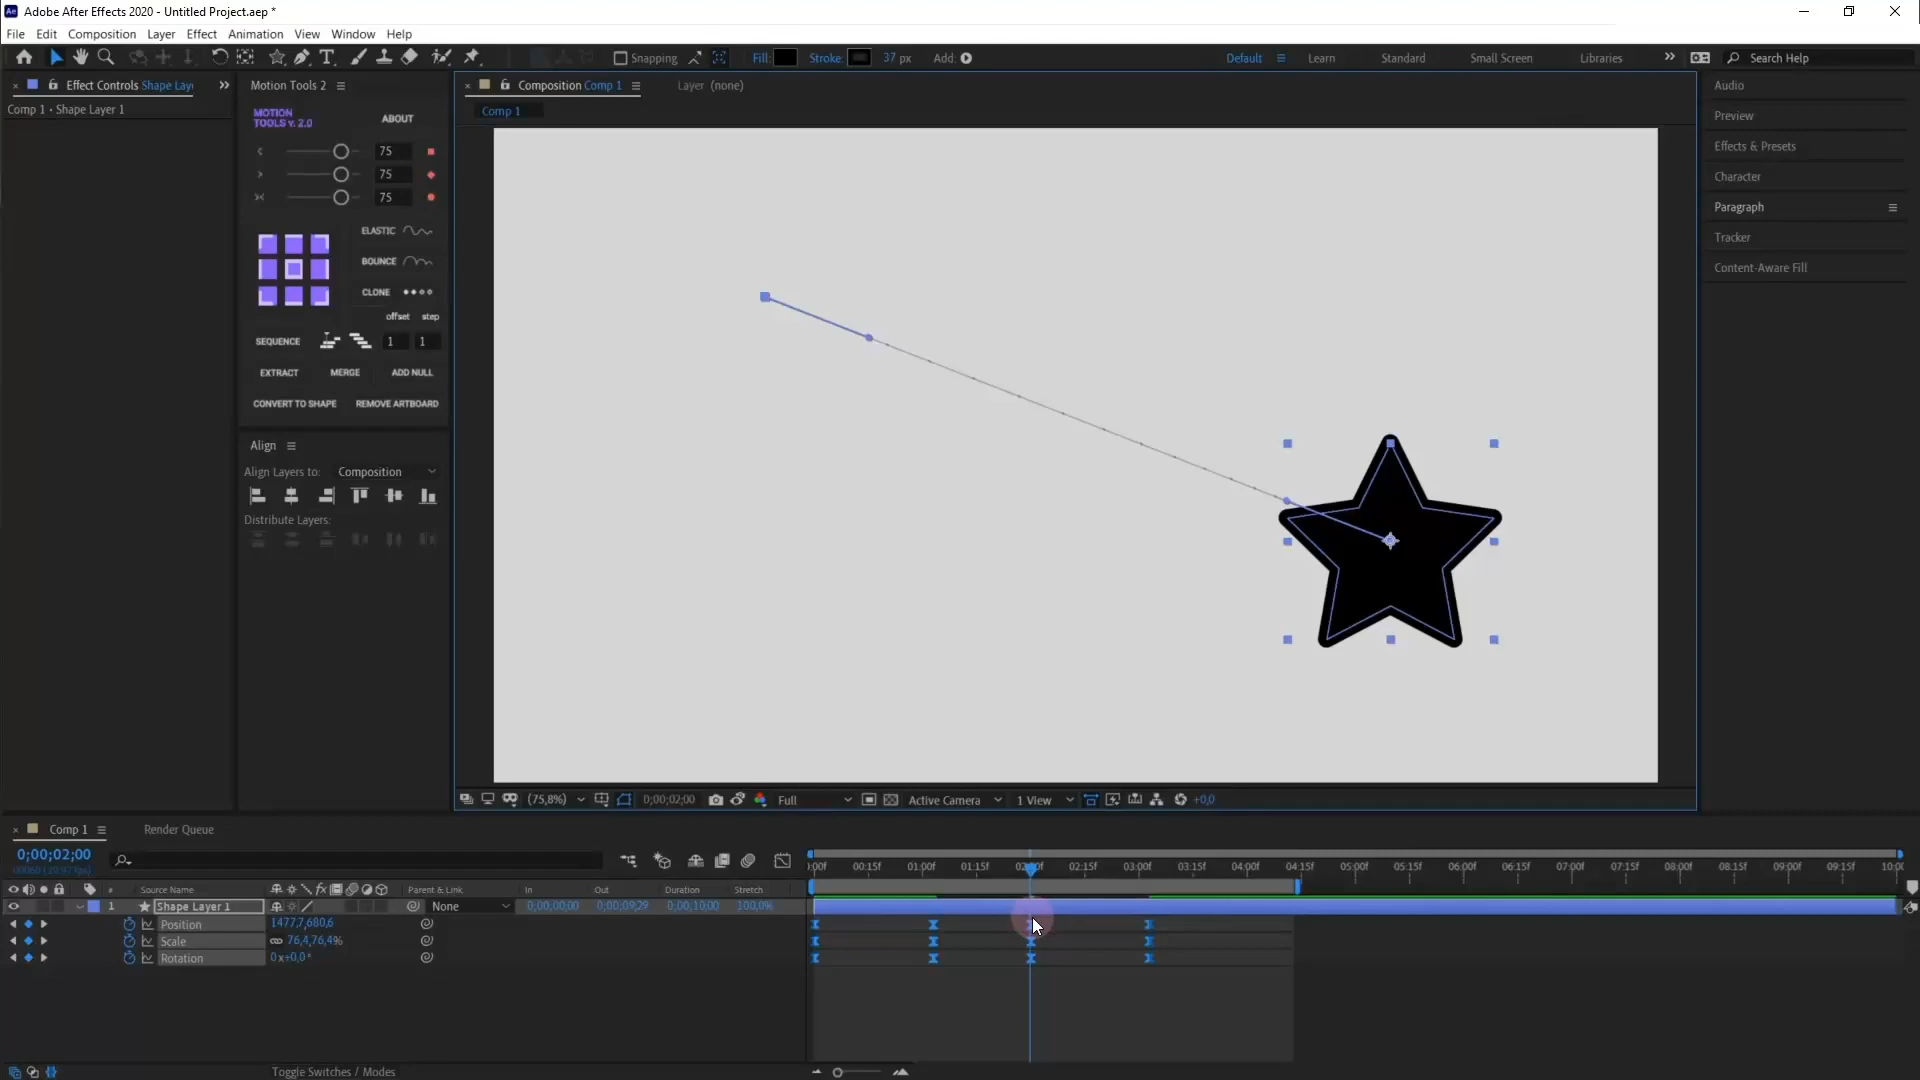 Ae Adobe After Effects 2020 - Untitled Project.aep *
File Edit Composition Layer Effect Animation View Window Help
Snapping Fill: Stroke: 37 px Add: Default Learn Standard Small Screen Libraries Search Help
Effect Controls Shape Lay
Comp 1 • Shape Layer 1
Motion Tools 2
MOTION
TOOLS v. 2.0
ABOUT
75
75
75
ELASTIC
BOUNCE
CLONE
offset step
SEQUENCE 1 1
EXTRACT MERGE ADD NULL
CONVERT TO SHAPE REMOVE ARTBOARD
Align
Align Layers to: Composition
Distribute Layers:
Composition Comp 1 Layer (none)
Comp 1
(75,8%) 0;00;02;00 Full Active Camera 1 View +0,0
Audio
Preview
Effects & Presets
Character
Paragraph
Tracker
Content-Aware Fill
Comp 1 Render Queue
0;00;02;00
# Source Name Parent & Link In Out Duration Stretch
1 Shape Layer 1 None 0;00;00;00 0;00;09;29 0;00;10;00 100,0%
Position 1477,7,680,6
Scale 76,4,76,4%
Rotation 0x+0,0°
:00f 00:15f 01:00f 01:15f 02:00f 02:15f 03:00f 03:15f 04:00f 04:15f 05:00f 05:15f 06:00f 06:15f 07:00f 07:15f 08:00f 08:15f 09:00f 09:15f 10:0
Toggle Switches / Modes